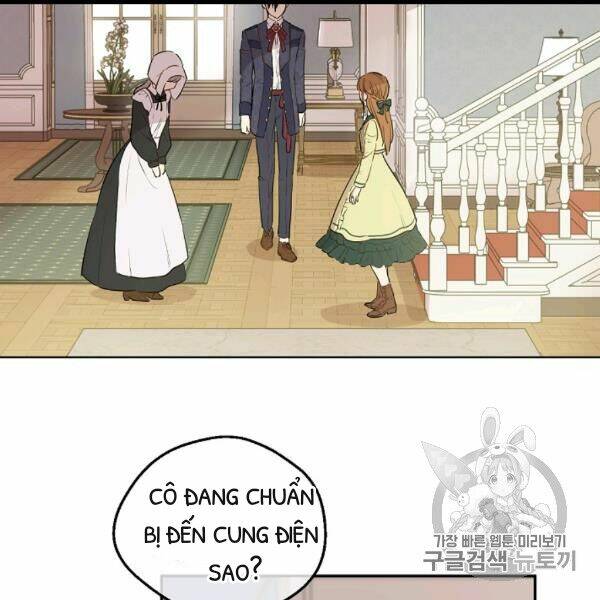 CÔ ĐANG CHUẨN
BỊ ĐẾN CUNG ĐIỆN
SAO?
가장 빠른 웹툰 미리보기
구글검색 뉴토끼